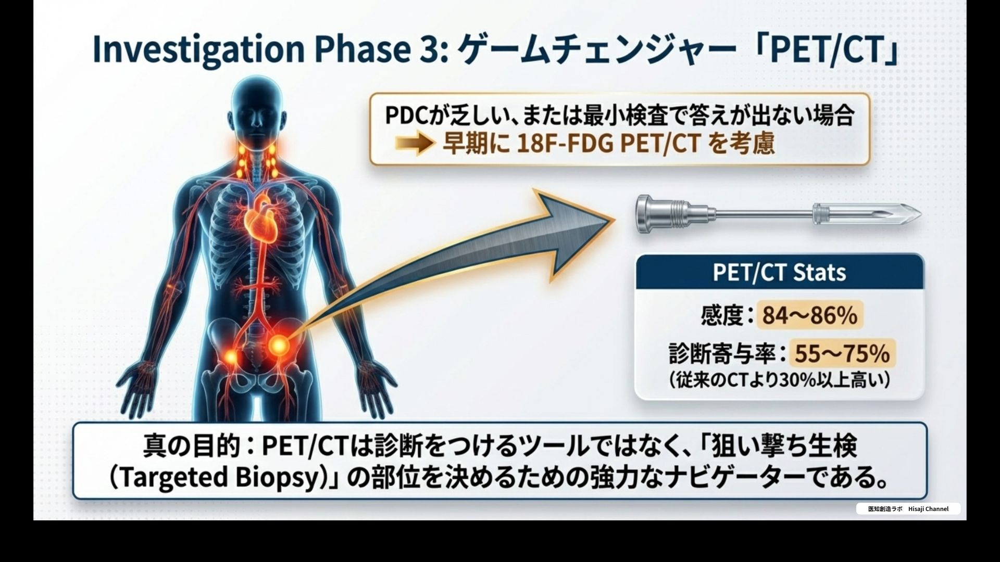 Investigation Phase 3: ゲームチェンジャー「PET/CT」
PDCが乏しい、または最小検査で答えが出ない場合
早期に 18F-FDG PET/CT を考慮
PET/CT Stats
感度：84〜86%
診断寄与率：55〜75%
（従来のCTより30%以上高い）
真の目的：PET/CTは診断をつけるツールではなく、「狙い撃ち生検
（Targeted Biopsy）」の部位を決めるための強力なナビゲーターである。
医知創造ラボ　Hisaji Channel